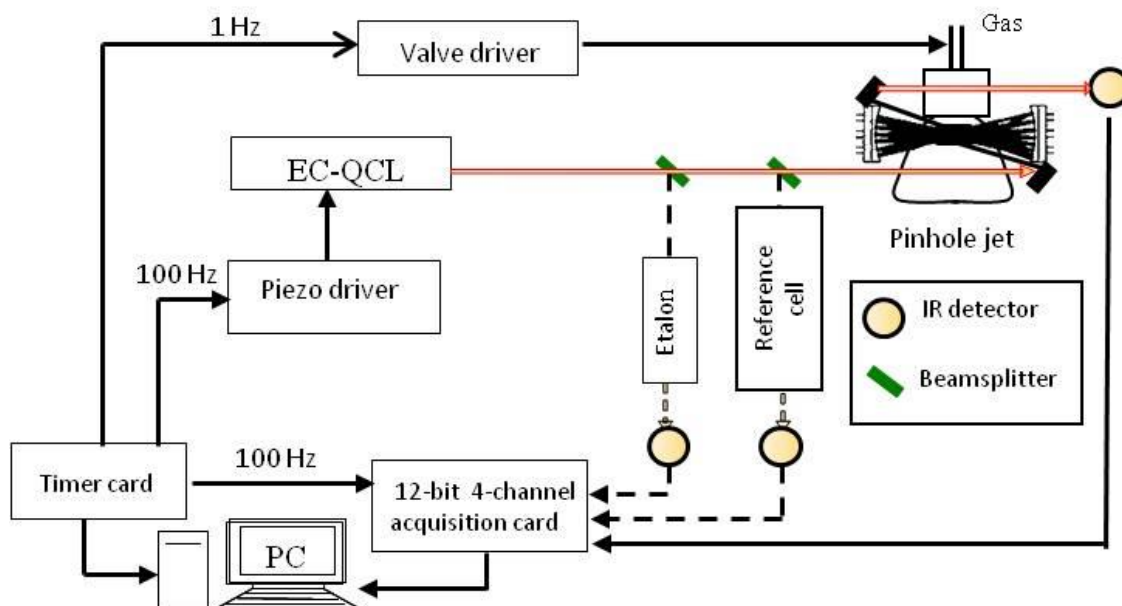 1 Hz
Valve driver
Gas
EC-QCL
Pinhole jet
100 Hz
Piezo driver
Etalon
Reference
cell
IR detector
Beamsplitter
Timer card
100 Hz
12-bit 4-channel
acquisition card
PC